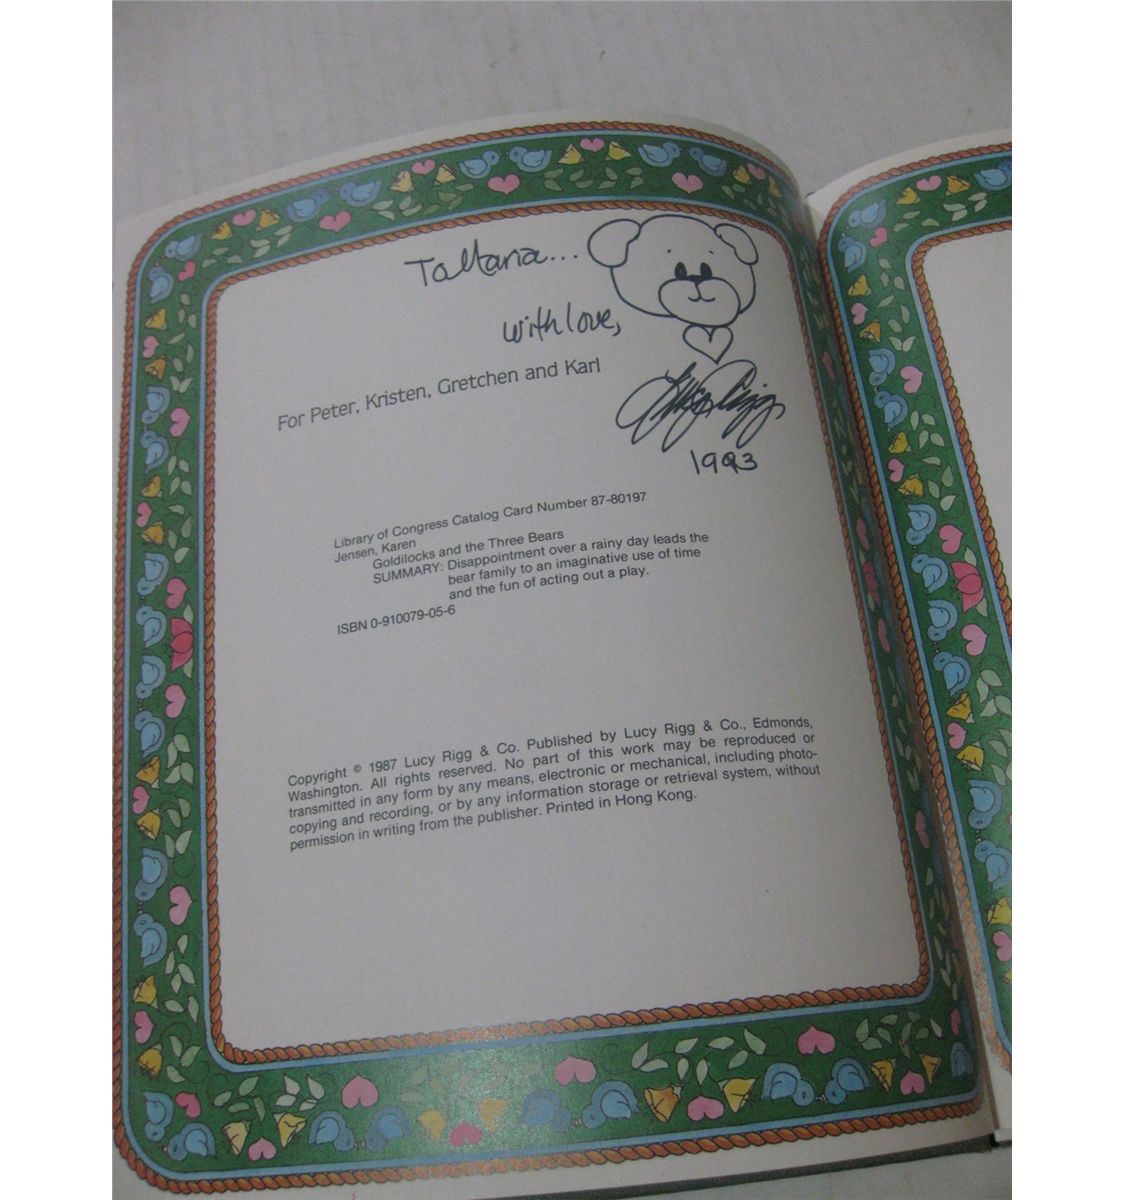 To Maria...
with love,
Lucy Rigg
1993
For Peter, Kristen, Gretchen and Karl
Library of Congress Catalog Card Number 87-80197
Jensen, Karen
Goldilocks and the Three Bears
SUMMARY: Disappointment over a rainy day leads the
bear family to an imaginative use of time
and the fun of acting out a play.
ISBN 0-910079-05-6
Copyright © 1987 Lucy Rigg & Co. Published by Lucy Rigg & Co., Edmonds,
Washington. All rights reserved. No part of this work may be reproduced or
transmitted in any form by any means, electronic or mechanical, including photo-
copying and recording, or by any information storage or retrieval system, without
permission in writing from the publisher. Printed in Hong Kong.